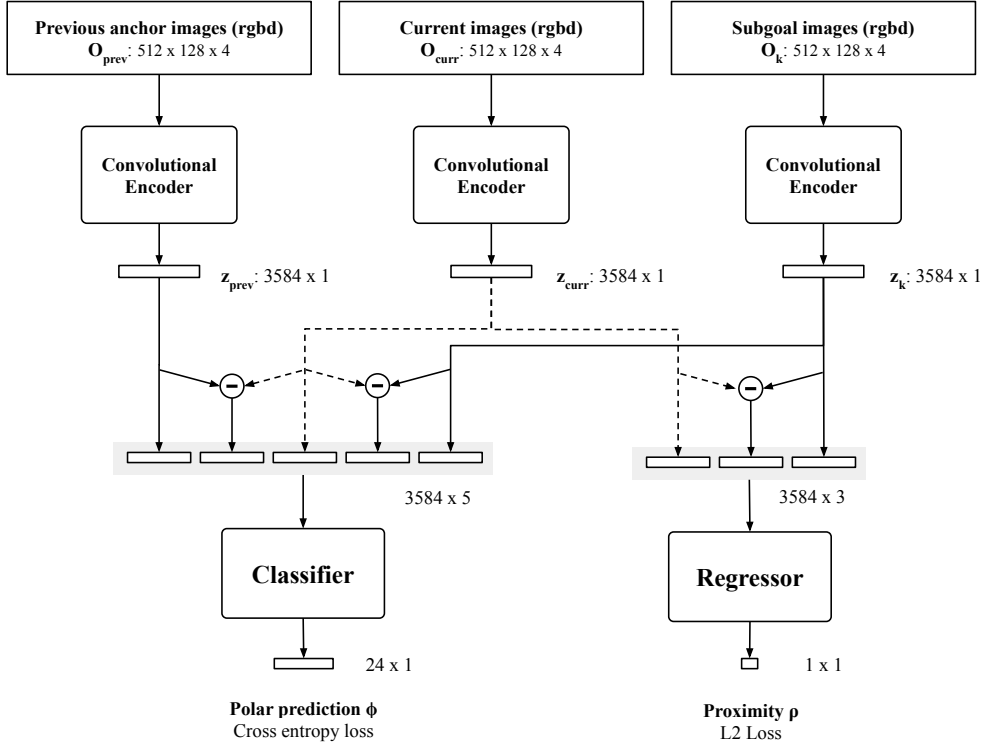 Previous anchor images (rgbd)
O_prev: 512 x 128 x 4
Current images (rgbd)
O_curr: 512 x 128 x 4
Subgoal images (rgbd)
O_k: 512 x 128 x 4
Convolutional
Encoder
Convolutional
Encoder
Convolutional
Encoder
z_prev: 3584 x 1
z_curr: 3584 x 1
z_k: 3584 x 1
−
−
−
3584 x 5
3584 x 3
Classifier
Regressor
24 x 1
1 x 1
Polar prediction ϕ
Cross entropy loss
Proximity ρ
L2 Loss